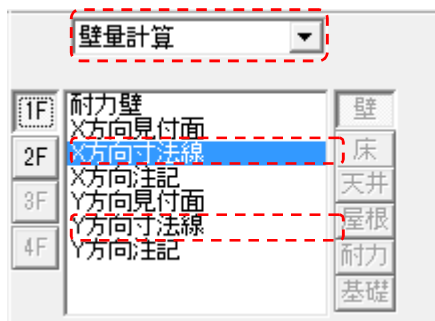 壁量計算
1F
2F
3F
4F
耐力壁
X方向見付面
X方向寸法線
X方向注記
Y方向見付面
Y方向寸法線
Y方向注記
壁
床
天井
屋根
耐力
基礎